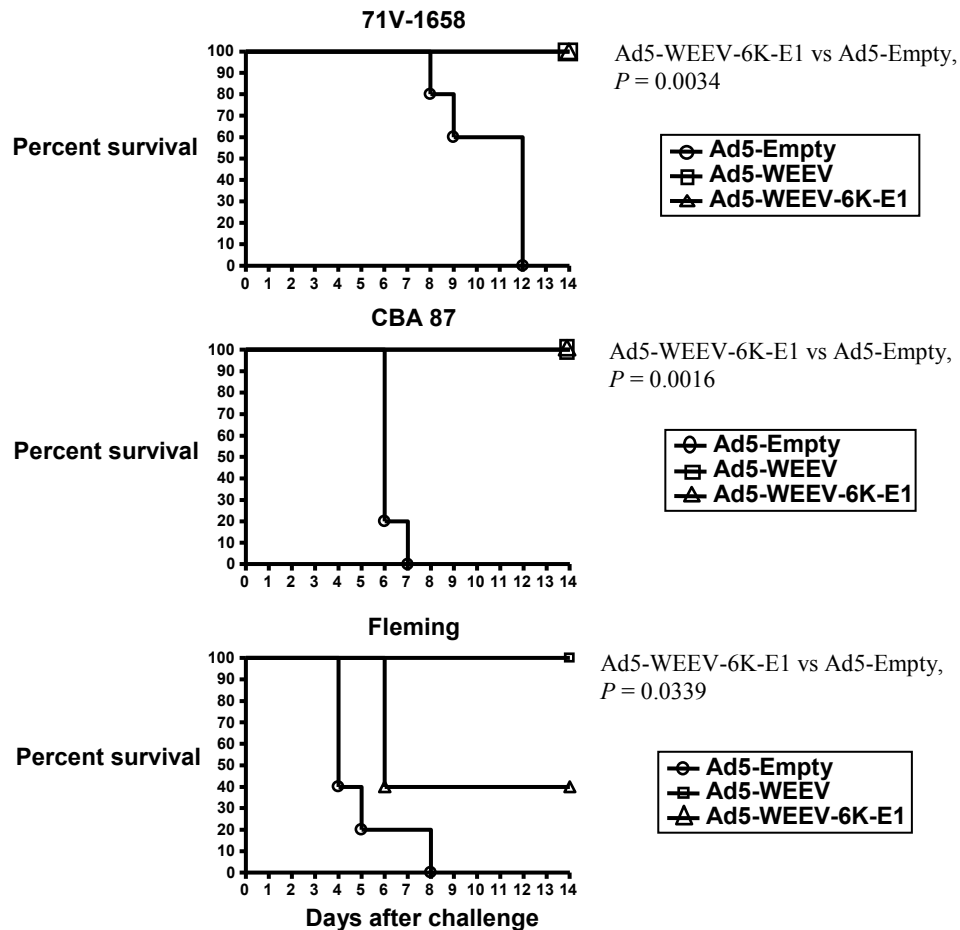 71V-1658
100
90
80
70
60
50
40
30
20
10
0
Percent survival
0 1 2 3 4 5 6 7 8 9 10 11 12 13 14
Ad5-WEEV-6K-E1 vs Ad5-Empty,
P = 0.0034
Ad5-Empty
Ad5-WEEV
Ad5-WEEV-6K-E1
CBA 87
100
90
80
70
60
50
40
30
20
10
0
Percent survival
0 1 2 3 4 5 6 7 8 9 10 11 12 13 14
Ad5-WEEV-6K-E1 vs Ad5-Empty,
P = 0.0016
Ad5-Empty
Ad5-WEEV
Ad5-WEEV-6K-E1
Fleming
100
90
80
70
60
50
40
30
20
10
0
Percent survival
0 1 2 3 4 5 6 7 8 9 10 11 12 13 14
Days after challenge
Ad5-WEEV-6K-E1 vs Ad5-Empty,
P = 0.0339
Ad5-Empty
Ad5-WEEV
Ad5-WEEV-6K-E1